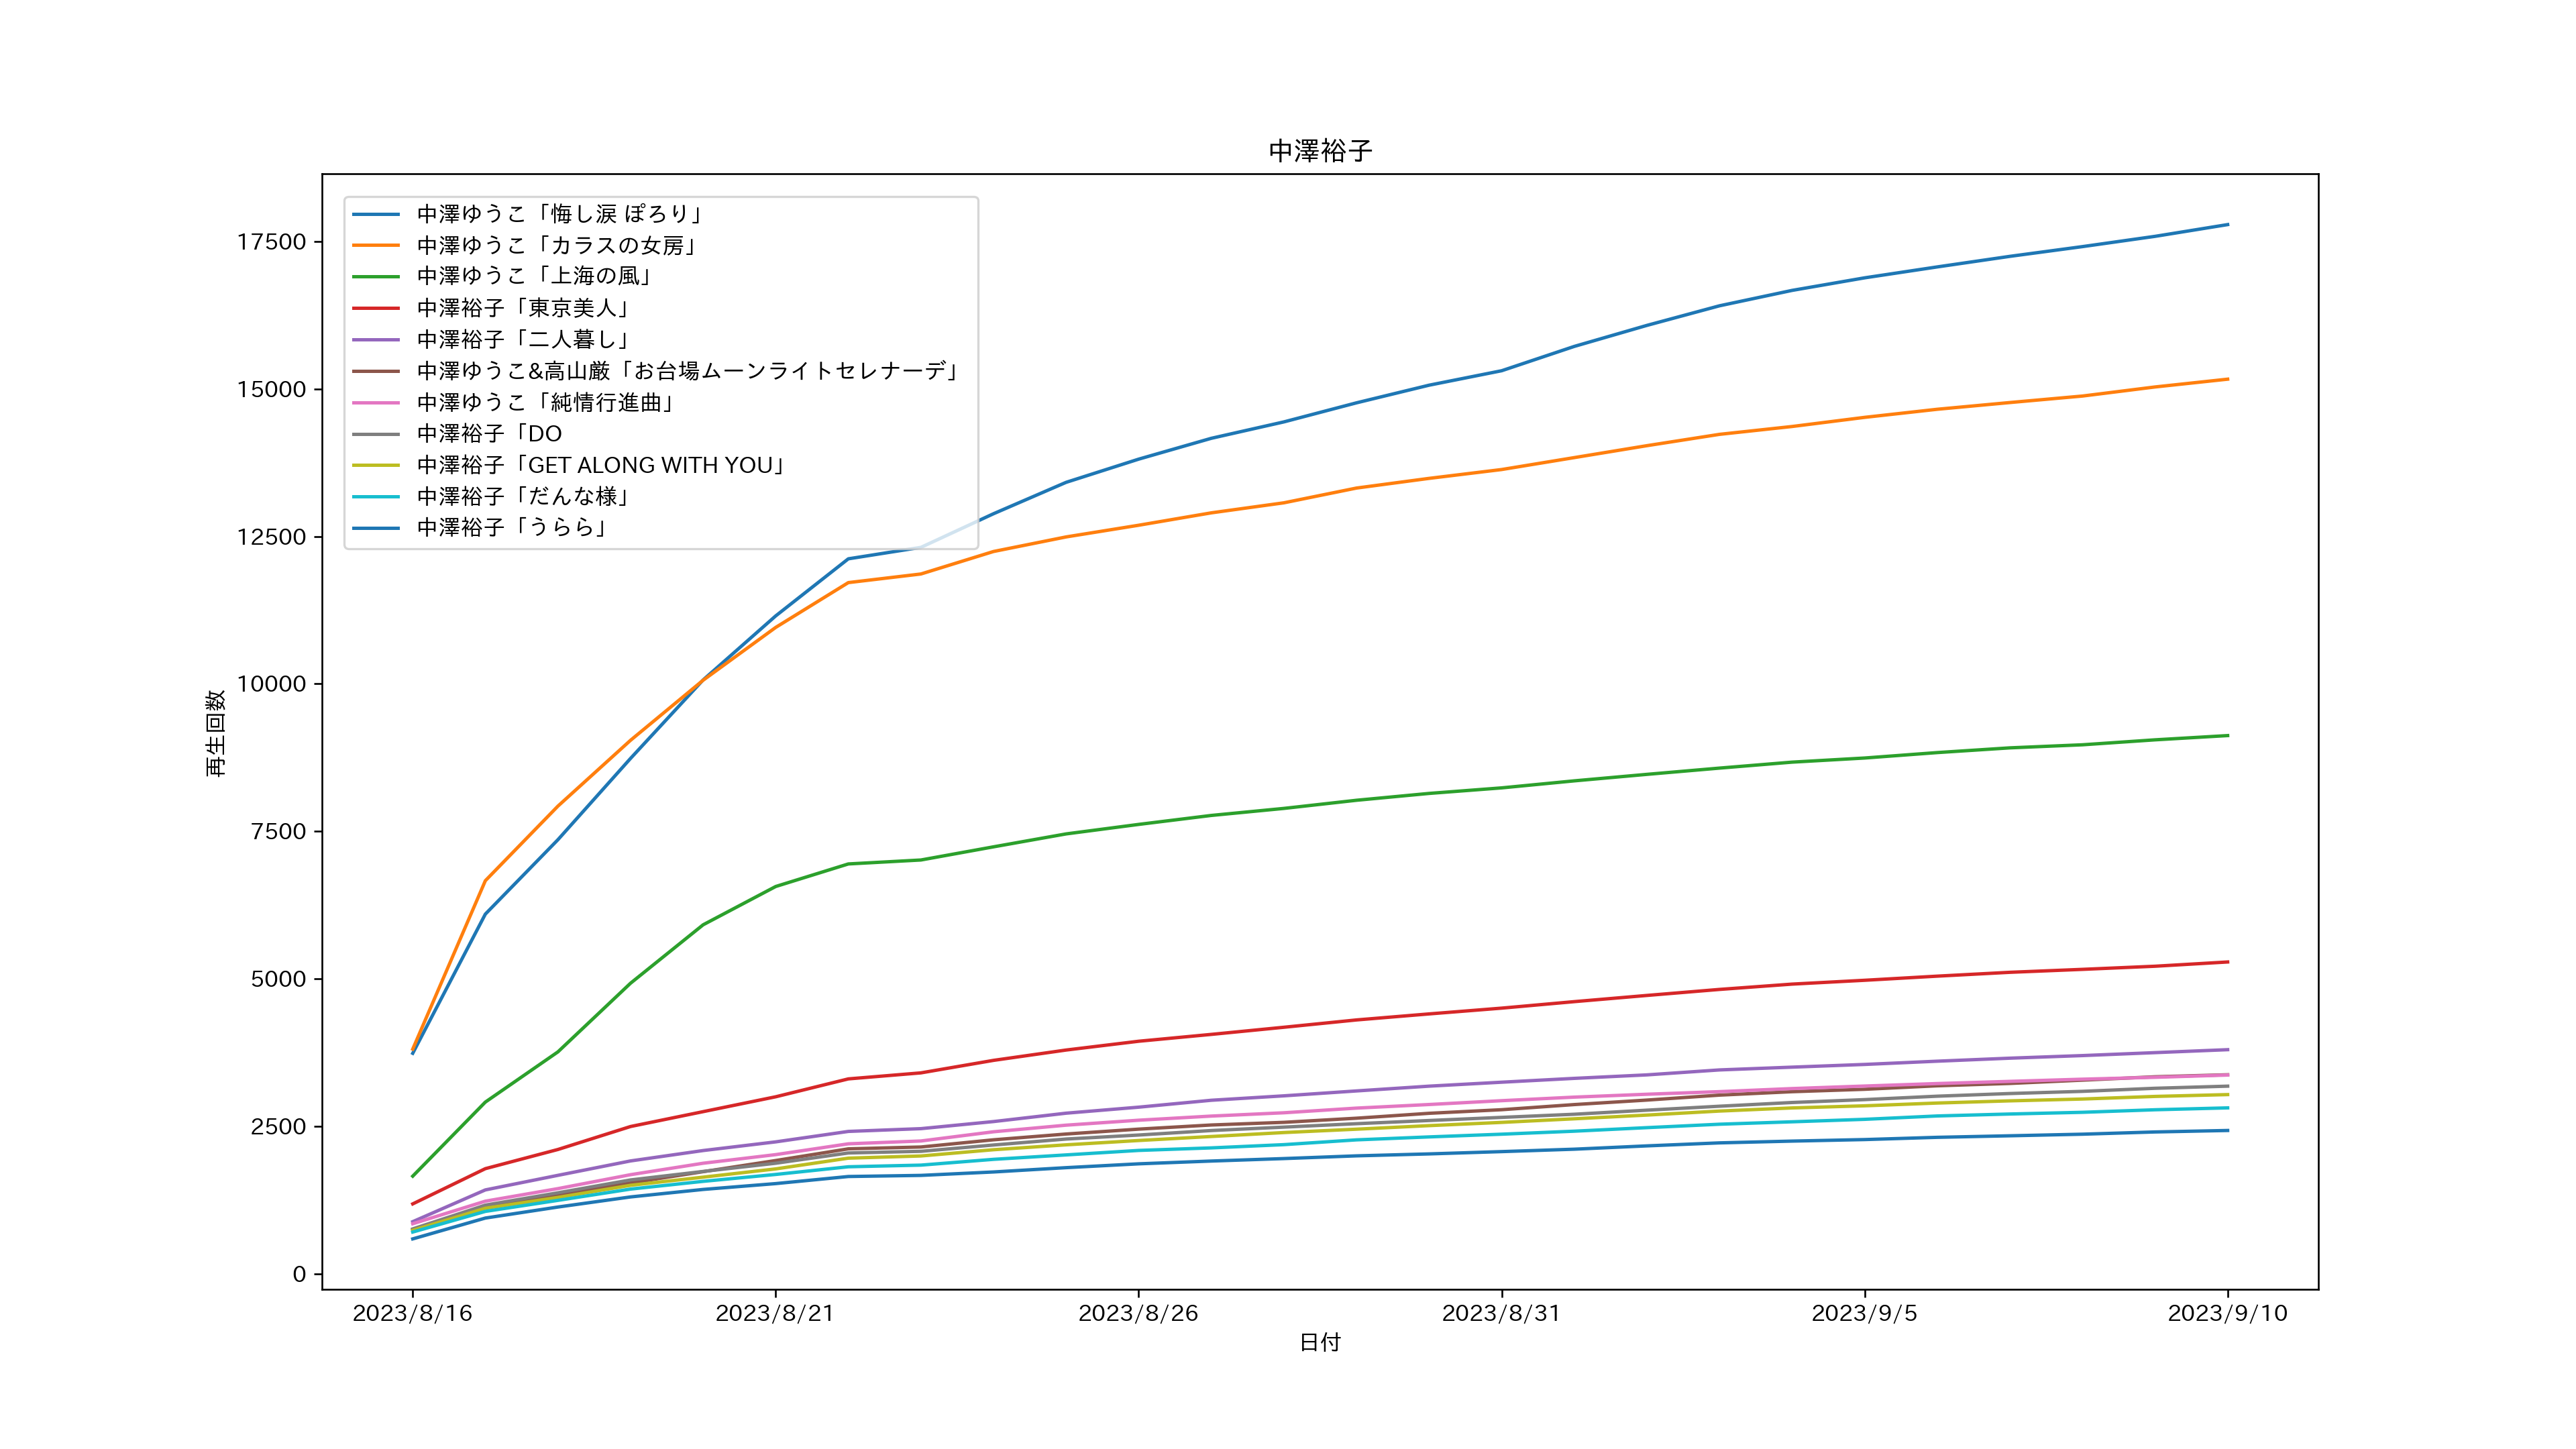 中澤裕子
中澤ゆうこ「悔し涙 ぽろり」
中澤ゆうこ「カラスの女房」
中澤ゆうこ「上海の風」
中澤裕子「東京美人」
中澤裕子「二人暮し」
中澤ゆうこ&高山厳「お台場ムーンライトセレナーデ」
中澤ゆうこ「純情行進曲」
中澤裕子「DO
中澤裕子「GET ALONG WITH YOU」
中澤裕子「だんな様」
中澤裕子「うらら」
17500
15000
12500
10000
7500
5000
2500
0
再生回数
2023/8/16
2023/8/21
2023/8/26
2023/8/31
2023/9/5
2023/9/10
日付